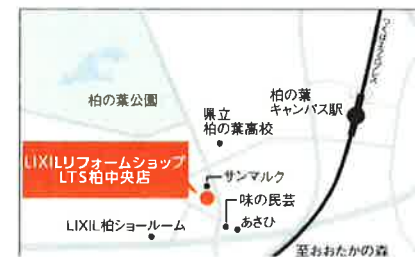 つくばエクスプレス
柏の葉公園
柏の葉
キャンパス駅
県立
柏の葉高校
LIXILリフォームショップ
LTS柏中央店
サンマルク
味の民芸
あさひ
LIXIL柏ショールーム
至おおたかの森